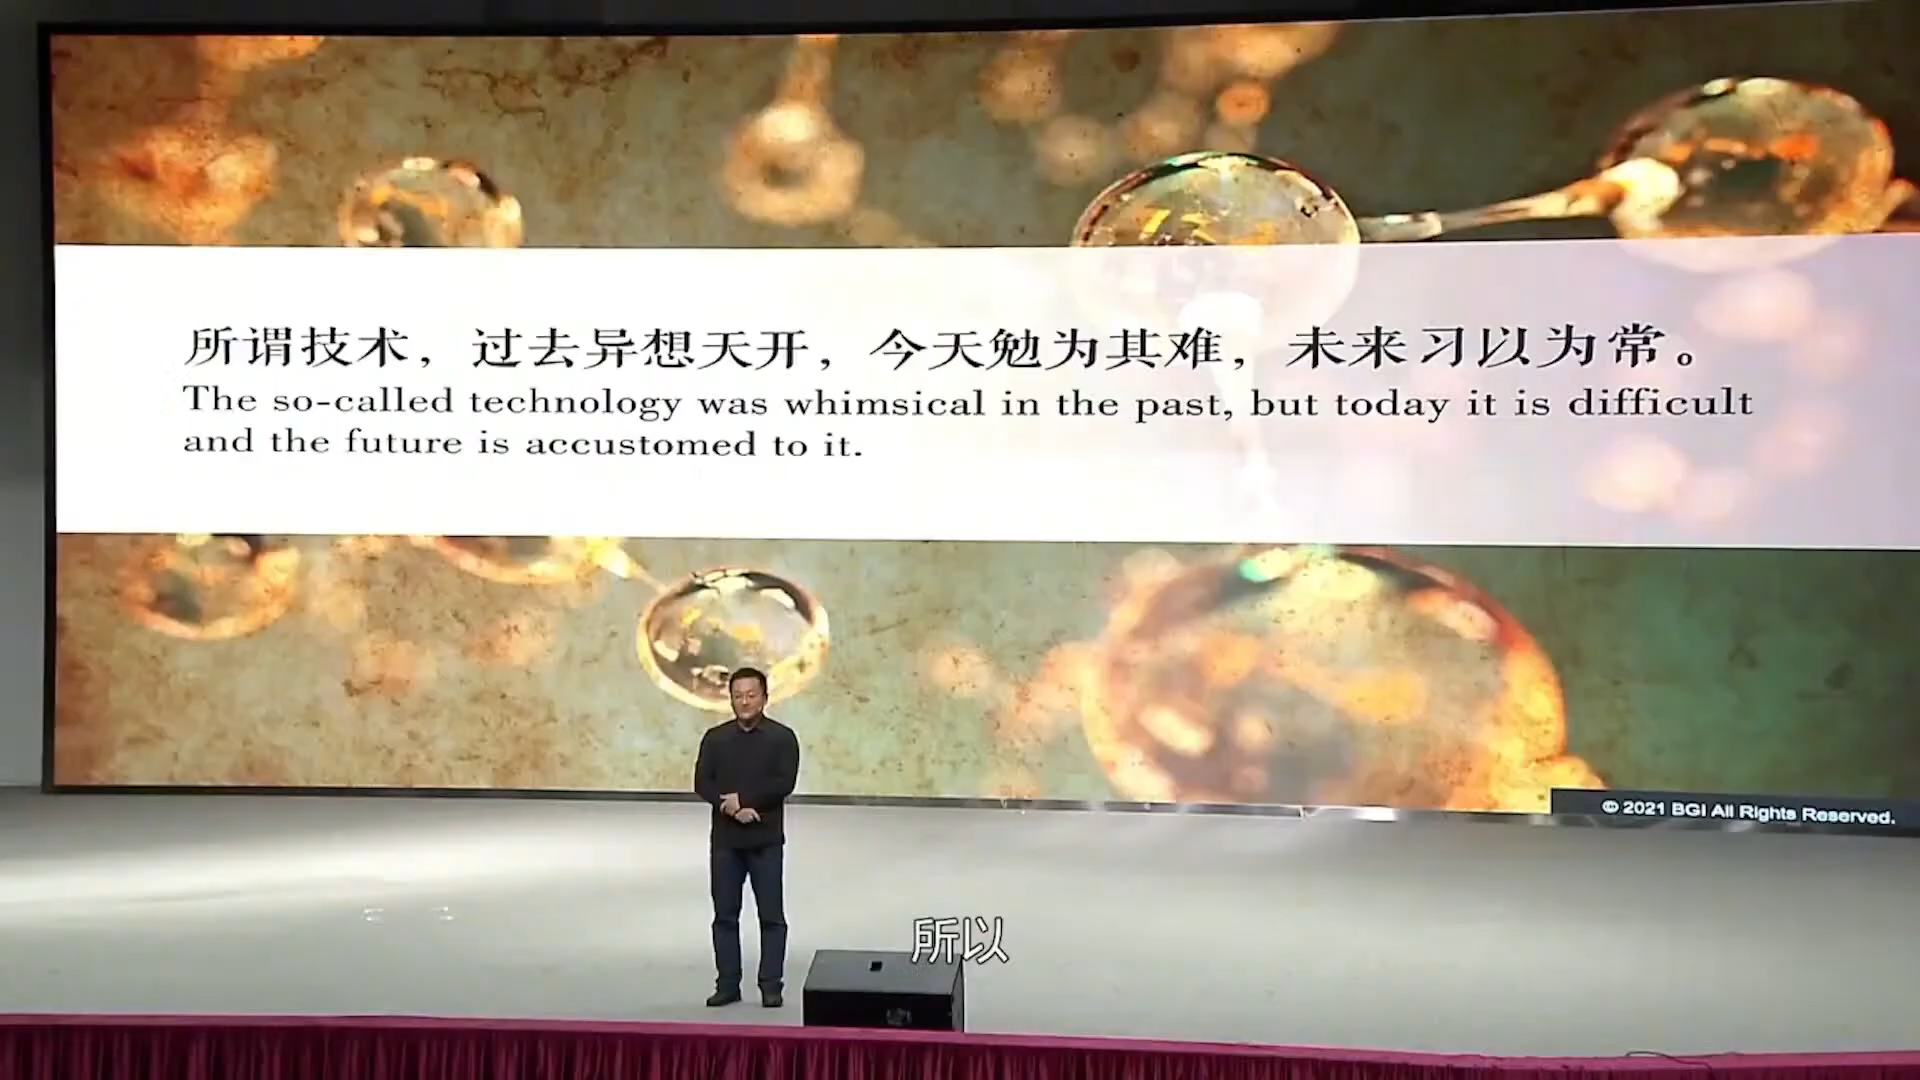 所谓技术，过去异想天开，今天勉为其难，未来习以为常。
The so-called technology was whimsical in the past, but today it is difficult
and the future is accustomed to it.
© 2021 BGI All Rights Reserved.
所以